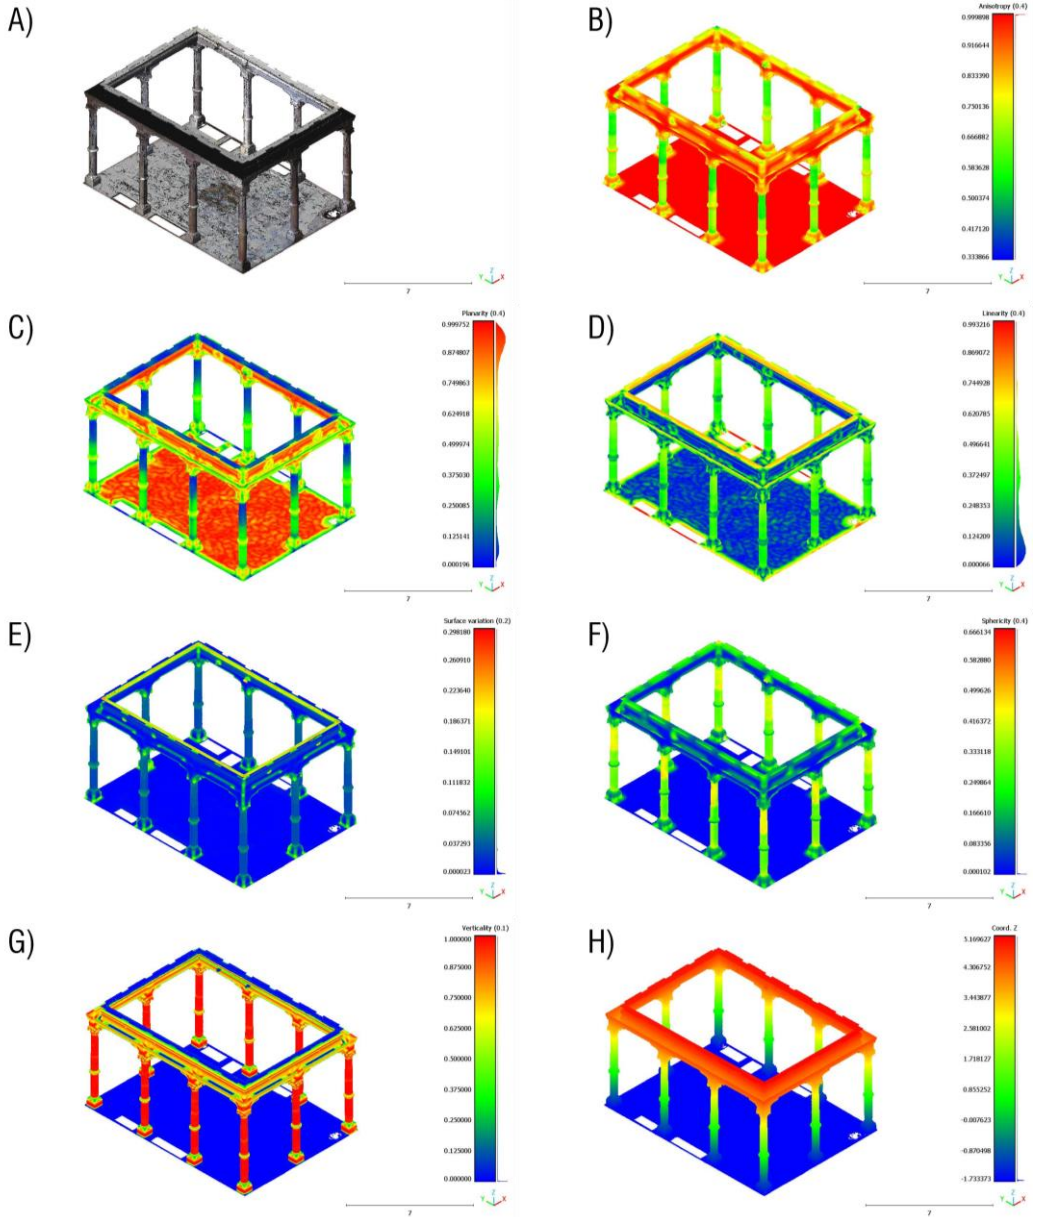 A)
B)
Anisotropy (0.4)
0.999898
0.916644
0.833390
0.750136
0.666882
0.583628
0.500374
0.417120
0.333866
Z
Y
X
7
Z
Y
X
7
C)
Planarity (0.4)
0.999752
0.874807
0.749863
0.624918
0.499974
0.375030
0.250085
0.125141
0.000196
Z
Y
X
7
D)
Linearity (0.4)
0.993216
0.869072
0.744928
0.620785
0.496641
0.372497
0.248353
0.124209
0.000066
Z
Y
X
7
E)
Surface variation (0.2)
0.298180
0.260910
0.223640
0.186371
0.149101
0.111832
0.074562
0.037293
0.000023
Z
Y
X
7
F)
Sphericity (0.4)
0.666134
0.582880
0.499626
0.416372
0.333118
0.249864
0.166610
0.083356
0.000102
Z
Y
X
7
G)
Verticality (0.1)
1.000000
0.875000
0.750000
0.625000
0.500000
0.375000
0.250000
0.125000
0.000000
Z
Y
X
7
H)
Coord. Z
5.169627
4.306752
3.443877
2.581002
1.718127
0.855252
-0.007623
-0.870498
-1.733373
Z
Y
X
7